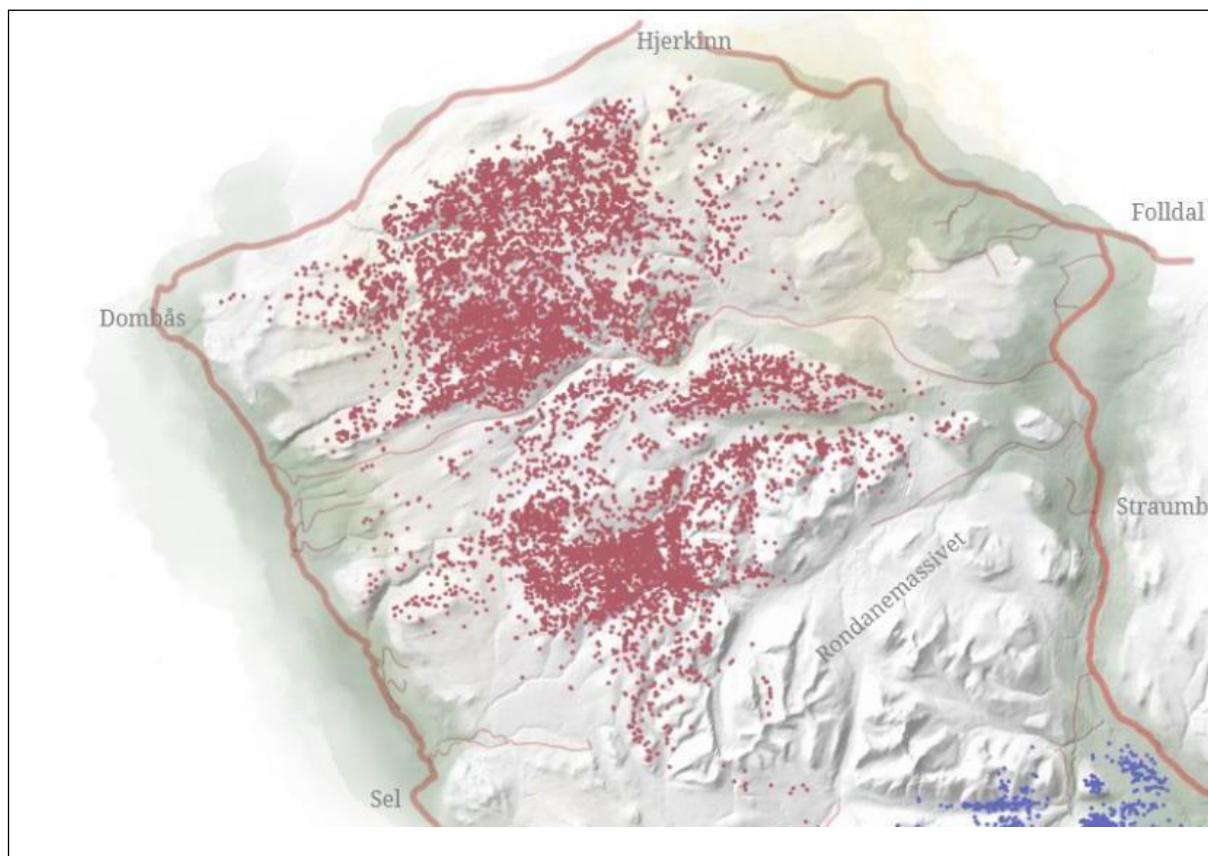 Hjerkinn
Folldal
Dombås
Straumb
Rondanemassivet
Sel